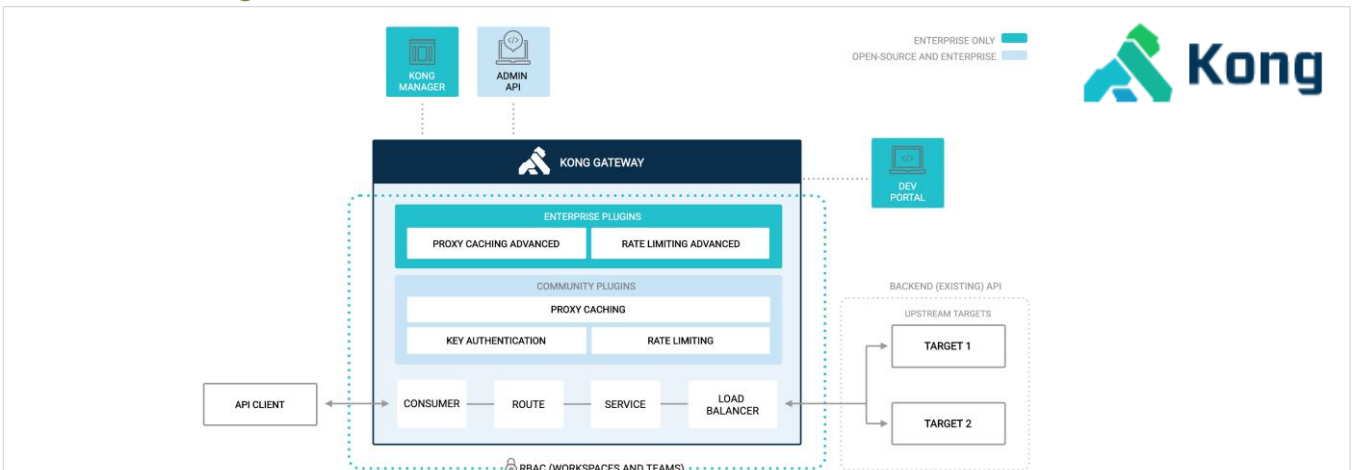 KONG
MANAGER
ADMIN
API
ENTERPRISE ONLY
OPEN-SOURCE AND ENTERPRISE
Kong
KONG GATEWAY
DEV
PORTAL
ENTERPRISE PLUGINS
PROXY CACHING ADVANCED
RATE LIMITING ADVANCED
COMMUNITY PLUGINS
PROXY CACHING
KEY AUTHENTICATION
RATE LIMITING
BACKEND (EXISTING) API
UPSTREAM TARGETS
TARGET 1
TARGET 2
API CLIENT
CONSUMER
ROUTE
SERVICE
LOAD
BALANCER
RBAC (WORKSPACES AND TEAMS)